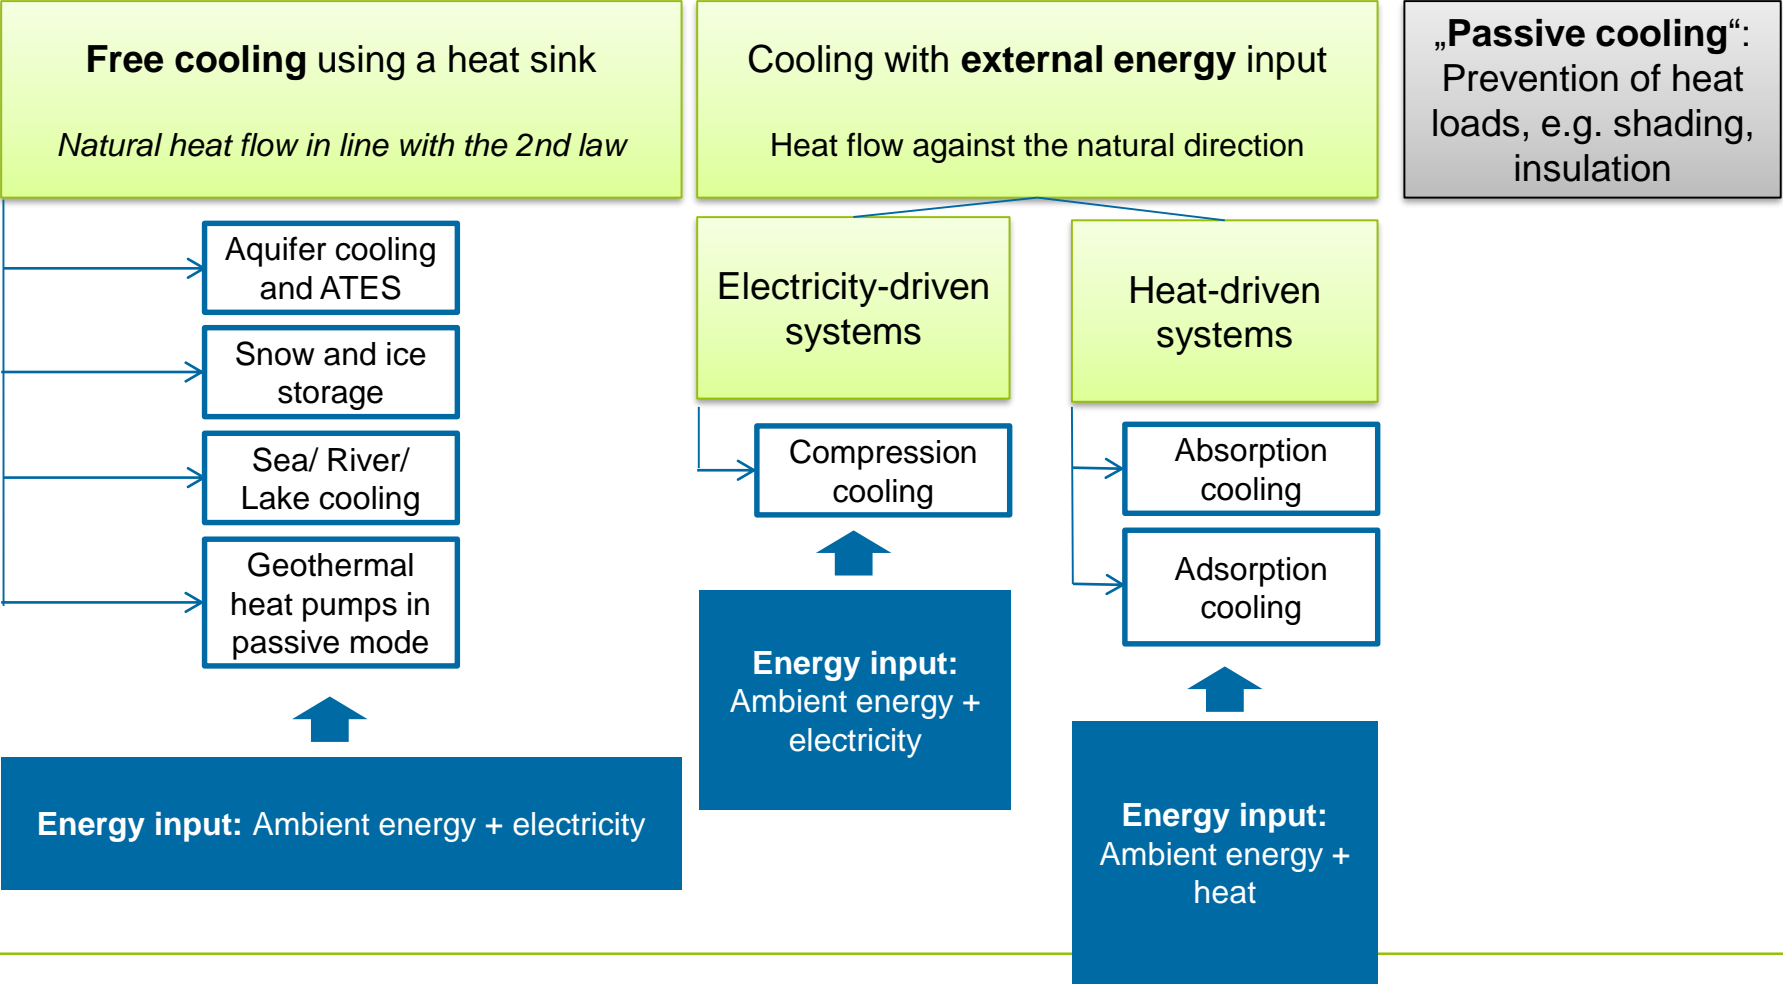 Free cooling using a heat sink
Natural heat flow in line with the 2nd law
Aquifer cooling
and ATES
Snow and ice
storage
Sea/ River/
Lake cooling
Geothermal
heat pumps in
passive mode
Energy input: Ambient energy + electricity
Cooling with external energy input
Heat flow against the natural direction
Electricity-driven
systems
Compression
cooling
Energy input:
Ambient energy +
electricity
Heat-driven
systems
Absorption
cooling
Adsorption
cooling
Energy input:
Ambient energy +
heat
„Passive cooling“:
Prevention of heat
loads, e.g. shading,
insulation